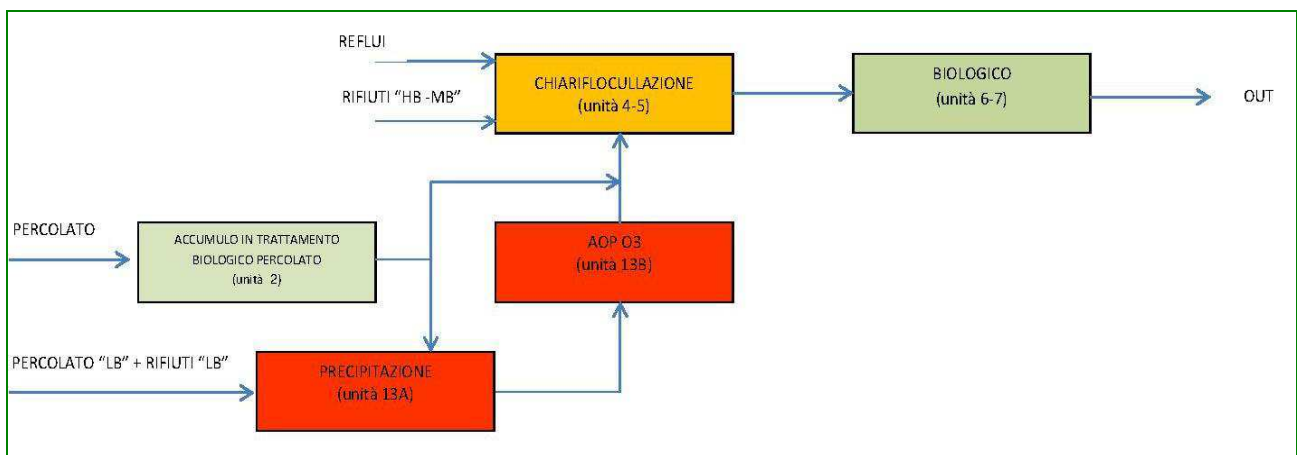 REFLUI
RIFIUTI "HB -MB"
CHIARIFLOCULLAZIONE
(unità 4-5)
BIOLOGICO
(unità 6-7)
OUT
PERCOLATO
ACCUMULO IN TRATTAMENTO
BIOLOGICO PERCOLATO
(unità 2)
AOP O3
(unità 13B)
PERCOLATO "LB" + RIFIUTI "LB"
PRECIPITAZIONE
(unità 13A)